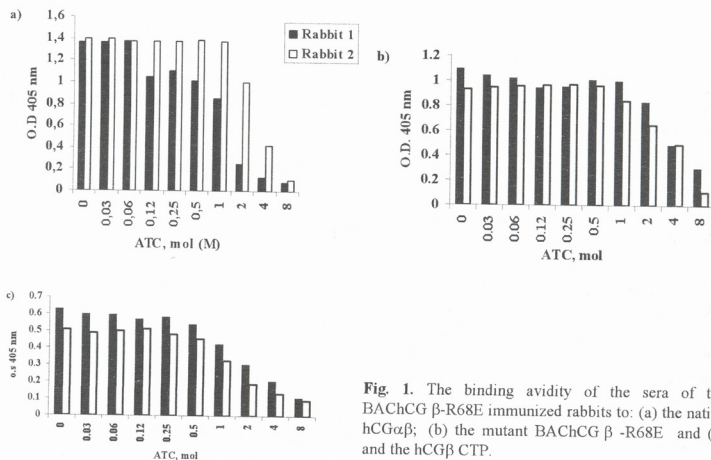 a)
1,6
1,4
1,2
1
0,8
0,6
0,4
0,2
0
O.D 405 nm
0 0,03 0,06 0,12 0,25 0,5 1 2 4 8
ATC, mol (M)
Rabbit 1
Rabbit 2
b)
1.2
1
0.8
0.6
0.4
0.2
0
O.D. 405 nm
0 0.03 0.06 0.12 0.25 0.5 1 2 4 8
ATC, mol
c)
0.7
0.6
0.5
0.4
0.3
0.2
0.1
0
o.s 405 nm
0 0.03 0.06 0.12 0.25 0.5 1 2 4 8
ATC, mol
Fig. 1. The binding avidity of the sera of
BAChCG β-R68E immunized rabbits to: (a) the
hCGαβ; (b) the mutant BAChCG β -R68E and
and the hCGβ CTP.